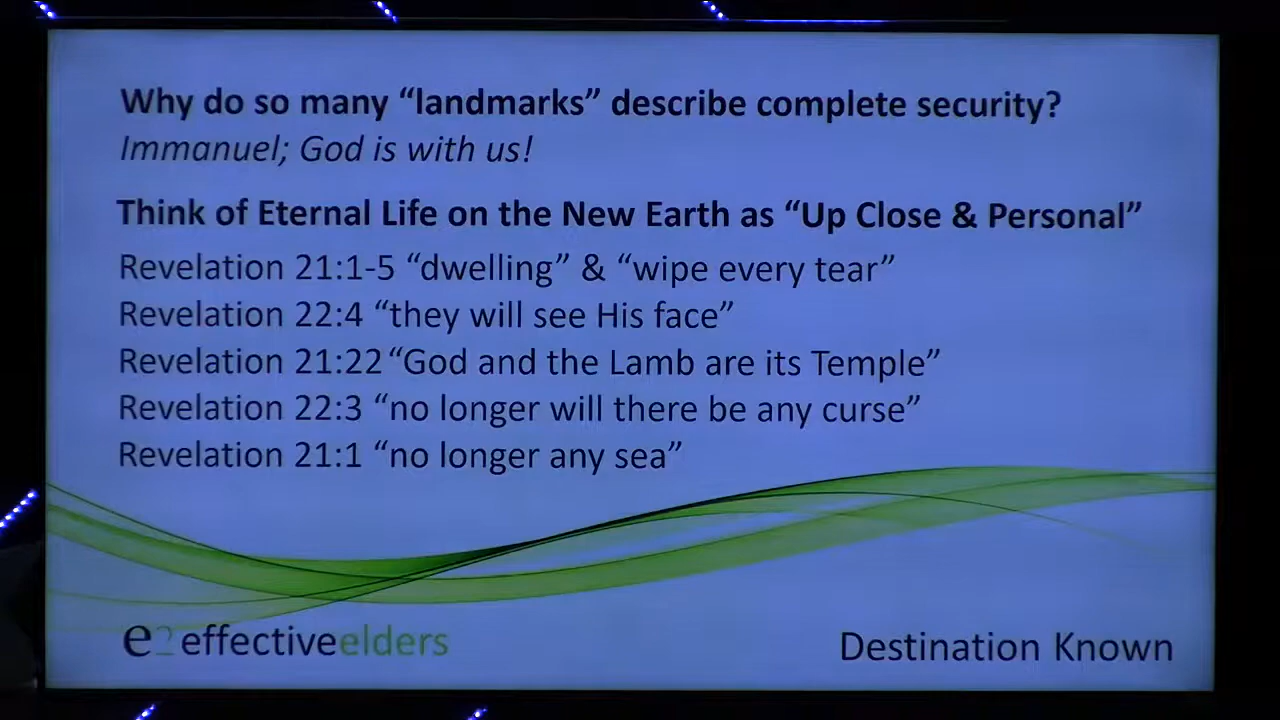 Why do so many “landmarks” describe complete security?
Immanuel; God is with us!
Think of Eternal Life on the New Earth as “Up Close & Personal”
Revelation 21:1-5 “dwelling” & “wipe every tear”
Revelation 22:4 “they will see His face”
Revelation 21:22 “God and the Lamb are its Temple”
Revelation 22:3 “no longer will there be any curse”
Revelation 21:1 “no longer any sea”
e2 effectiveelders
Destination Known